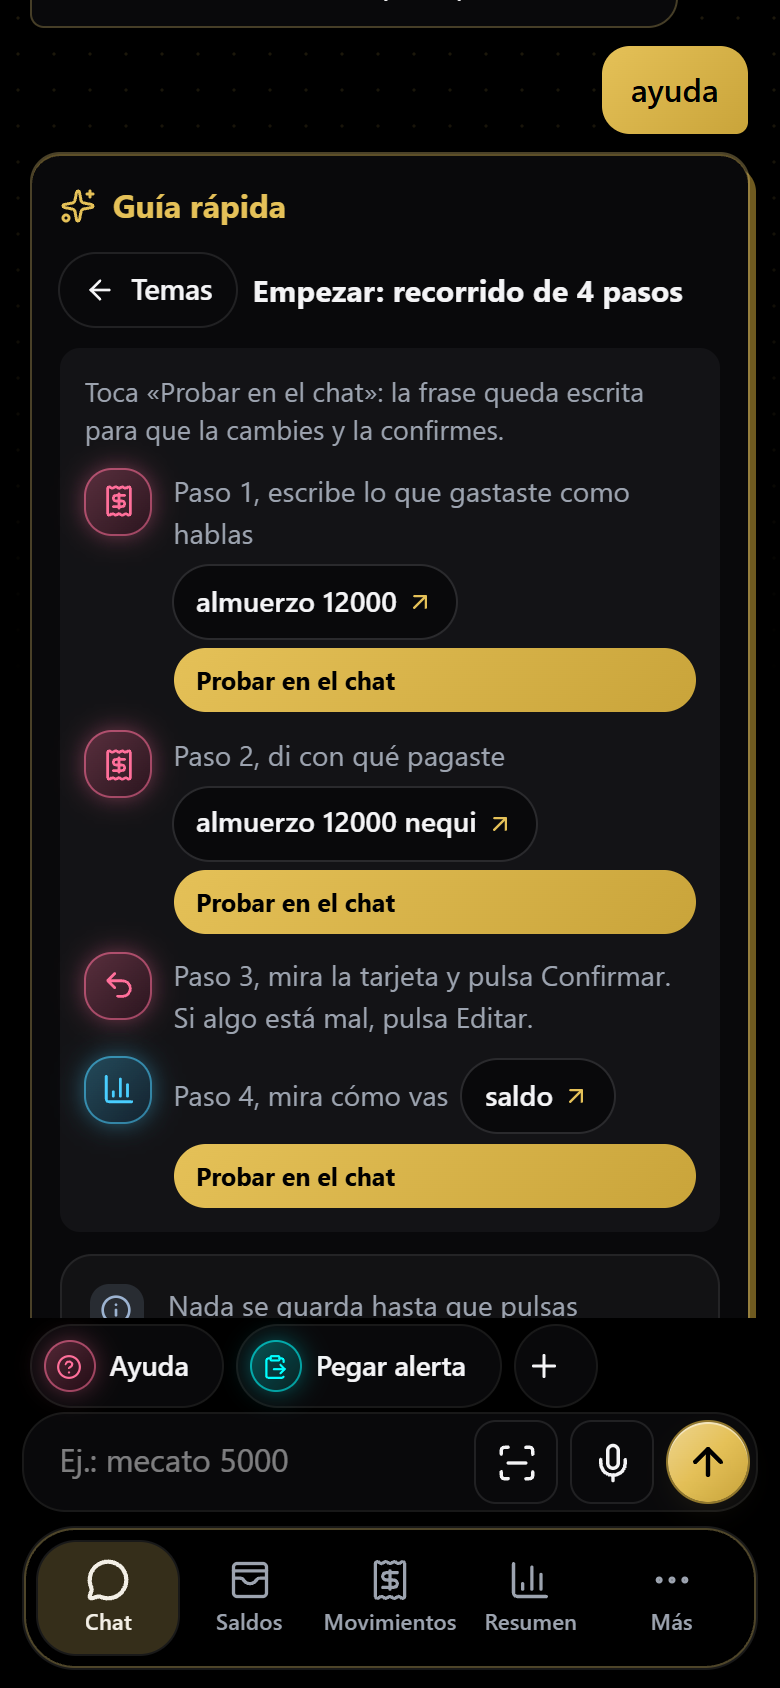 ayuda
Guía rápida
Temas
Empezar: recorrido de 4 pasos
Toca «Probar en el chat»: la frase queda escrita
para que la cambies y la confirmes.
Paso 1, escribe lo que gastaste como
hablas
almuerzo 12000
Probar en el chat
Paso 2, di con qué pagaste
almuerzo 12000 nequi
Probar en el chat
Paso 3, mira la tarjeta y pulsa Confirmar.
Si algo está mal, pulsa Editar.
Paso 4, mira cómo vas
saldo
Probar en el chat
Nada se guarda hasta que pulsas
Ayuda
Pegar alerta
Ej.: mecato 5000
Chat
Saldos
Movimientos
Resumen
Más